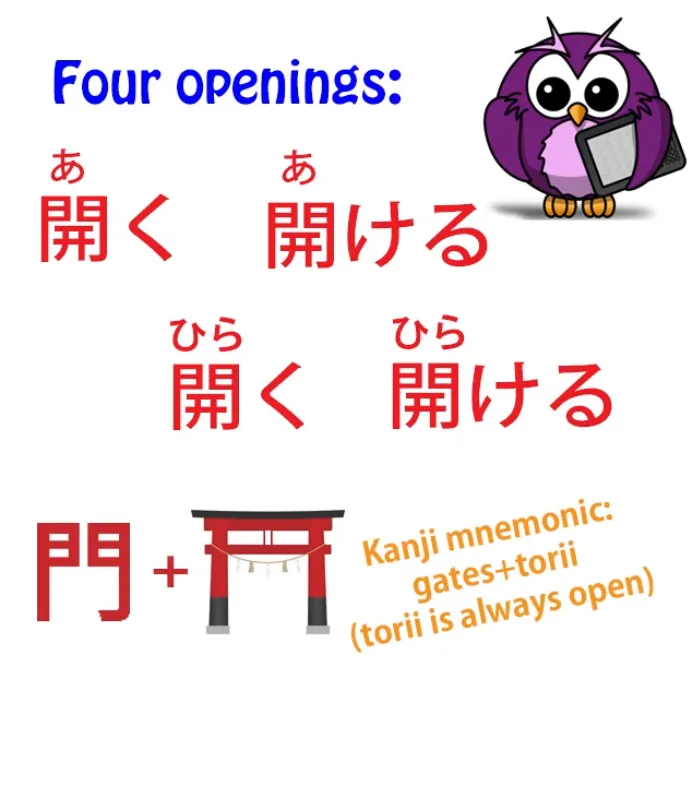 Four openings:
あ あ
開く 開ける
ひら ひら
開く 開ける
門 +
Kanji mnemonic:
gates+torii
(torii is always open)